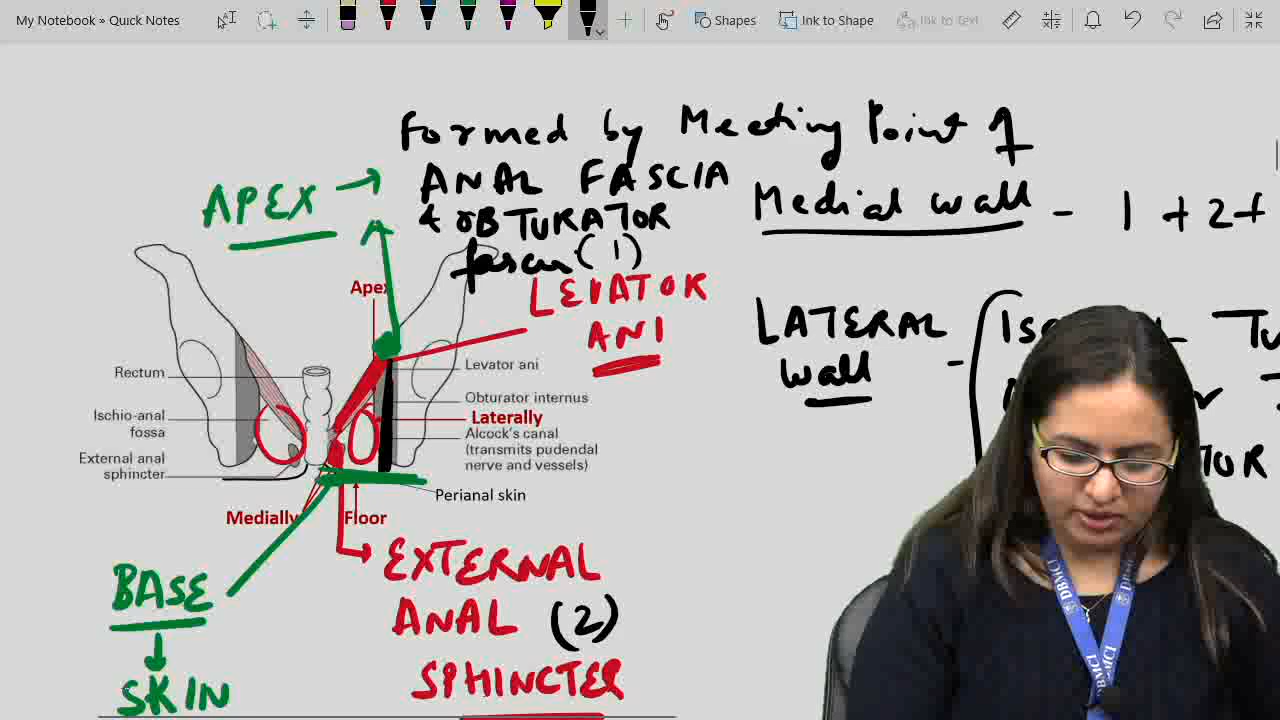 My Notebook » Quick Notes
Shapes
Ink to Shape
Ink to Text
Formed by Meeting Point of
APEX → ANAL FASCIA
& OBTURATOR
(1)
Medial wall - 1 + 2 +
Apex
LEVATOR
ANI
LATERAL
wall -
Rectum
Ischio-anal
fossa
External anal
sphincter
Levator ani
Obturator internus
Laterally
Alcock's canal
(transmits pudendal
nerve and vessels)
Perianal skin
Medially
Floor
BASE
SKIN
EXTERNAL
ANAL (2)
SPHINCTER
DBMCI
DBMCI